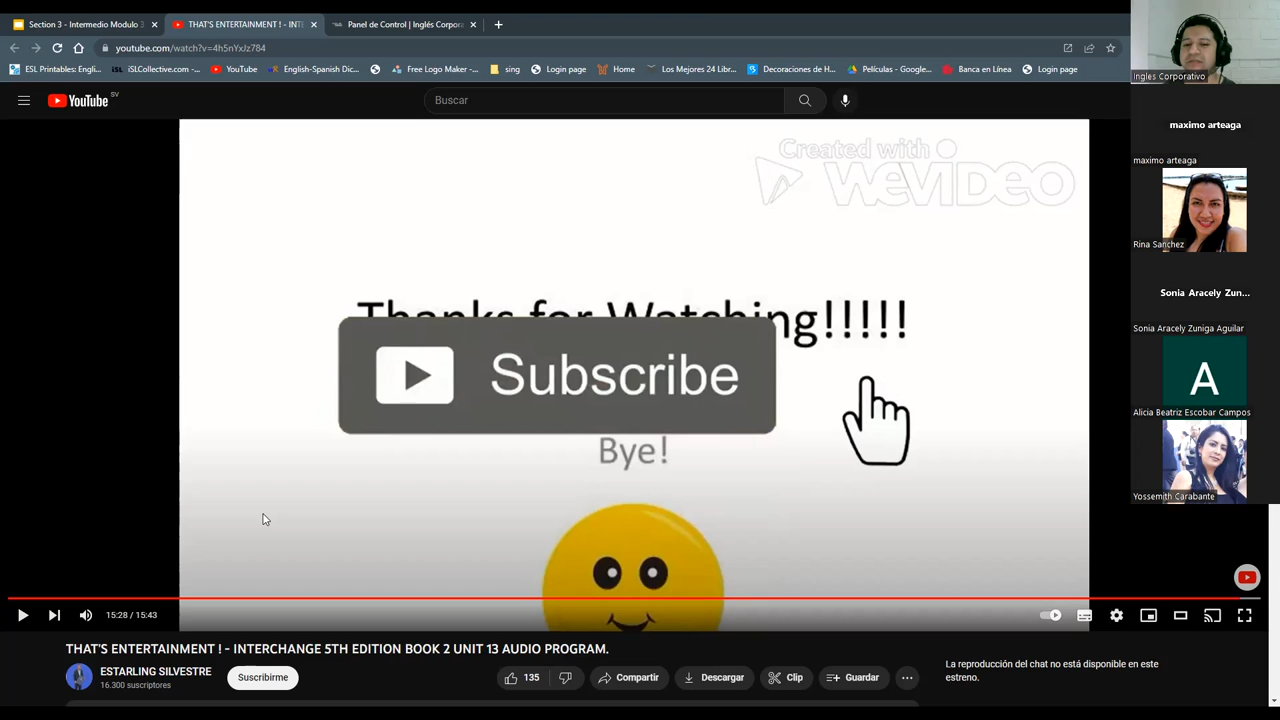 Section 3 - Intermedio Modulo 3
THAT'S ENTERTAINMENT ! - INTE
Panel de Control | Inglés Corpora
youtube.com/watch?v=4h5nYxJz784
ESL Printables: Engli...
iSLCollective.com -...
YouTube
English-Spanish Dic...
Free Logo Maker -...
sing
Login page
Home
Los Mejores 24 Libr...
Decoraciones de H...
Películas - Google...
Banca en Línea
Login page
YouTube SV
Buscar
Created with
WeVIDEO
Thanks for Watching!!!!!
Subscribe
Bye!
15:28 / 15:43
THAT'S ENTERTAINMENT ! - INTERCHANGE 5TH EDITION BOOK 2 UNIT 13 AUDIO PROGRAM.
ESTARLING SILVESTRE
16.300 suscriptores
Suscribirme
135
Compartir
Descargar
Clip
Guardar
La reproducción del chat no está disponible en este
estreno.
Ingles Corporativo
maximo arteaga
maximo arteaga
Rina Sanchez
Sonia Aracely Zun...
Sonia Aracely Zuniga Aguilar
A
Alicia Beatriz Escobar Campos
Yossemith Carabante